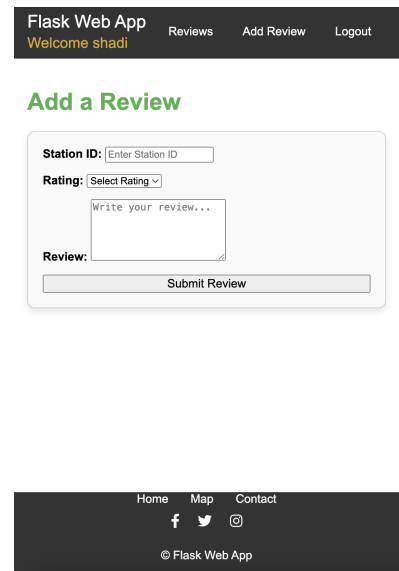 Flask Web App
Welcome shadi
Reviews Add Review Logout
Add a Review
Station ID: Enter Station ID
Rating: Select Rating
Write your review...
Review:
Submit Review
Home Map Contact
© Flask Web App